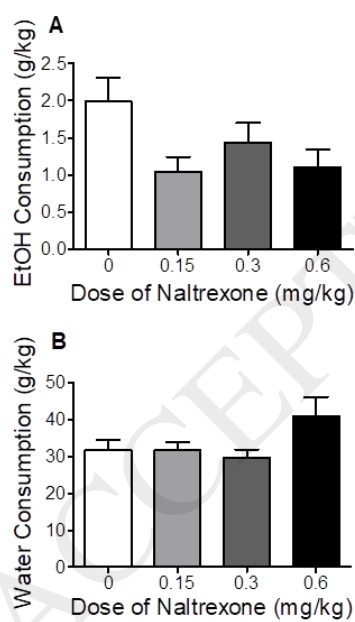 A
EtOH Consumption (g/kg)
2.5
2.0
1.5
1.0
0.5
0.0
0 0.15 0.3 0.6
Dose of Naltrexone (mg/kg)
B
Water Consumption (g/kg)
50
40
30
20
10
0
0 0.15 0.3 0.6
Dose of Naltrexone (mg/kg)
ACCEPT